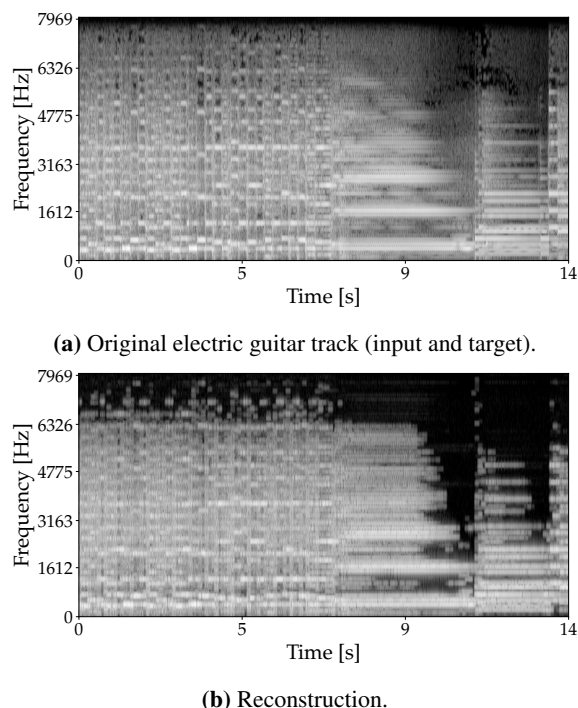 7969
6326
4775
3163
1612
0
Frequency [Hz]
0 5 9 14
Time [s]
(a) Original electric guitar track (input and target).
7969
6326
4775
3163
1612
0
Frequency [Hz]
0 5 9 14
Time [s]
(b) Reconstruction.